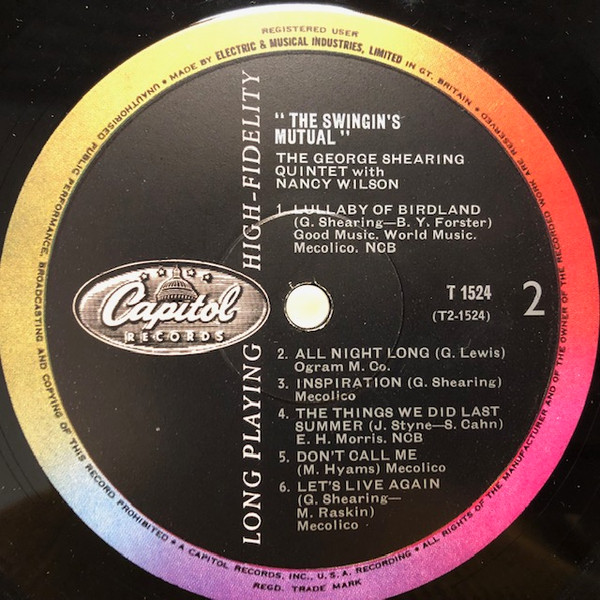 REGISTERED USER
• MADE BY ELECTRIC & MUSICAL INDUSTRIES, LIMITED IN GT. BRITAIN •
"THE SWINGIN'S
MUTUAL"
THE GEORGE SHEARING
QUINTET with
NANCY WILSON
1. LULLABY OF BIRDLAND
(G. Shearing—B. Y. Forster)
Good Music. World Music.
Mecolico. NCB
LONG PLAYING HIGH-FIDELITY
Capitol
RECORDS
T 1524
(T2-1524)
2
2. ALL NIGHT LONG (G. Lewis)
Ogram M. Co.
3. INSPIRATION (G. Shearing)
Mecolico
4. THE THINGS WE DID LAST
SUMMER (J. Styne—S. Cahn)
E. H. Morris. NCB
5. DON'T CALL ME
(M. Hyams) Mecolico
6. LET'S LIVE AGAIN
(G. Shearing—
M. Raskin)
Mecolico
ALL RIGHTS OF THE MANUFACTURER AND OF THE OWNER OF THE RECORDED WORK ARE RESERVED
UNAUTHORISED PUBLIC PERFORMANCE, BROADCASTING AND COPYING OF THIS RECORD PROHIBITED
• A CAPITOL RECORDS, INC., U.S.A. RECORDING •
REGD. TRADE MARK